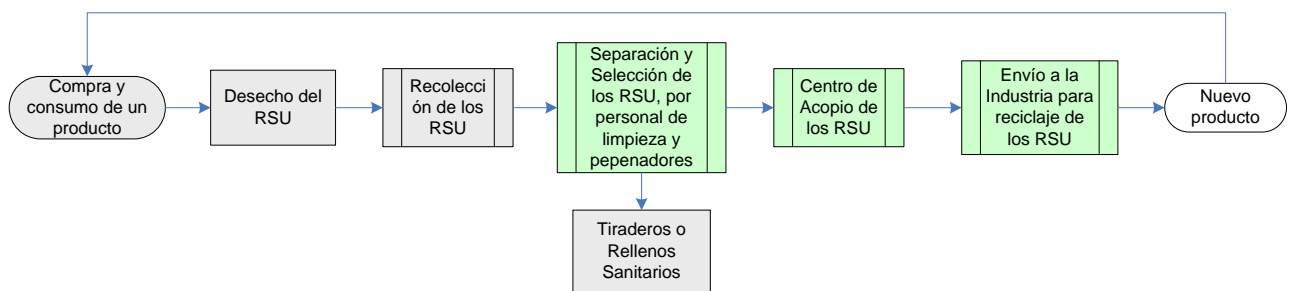 Compra y
consumo de un
producto
Desecho del
RSU
Recolecci
ón de los
RSU
Separación y
Selección de
los RSU, por
personal de
limpieza y
pepenadores
Centro de
Acopio de
los RSU
Envío a la
Industria para
reciclaje de
los RSU
Nuevo
producto
Tiraderos o
Rellenos
Sanitarios